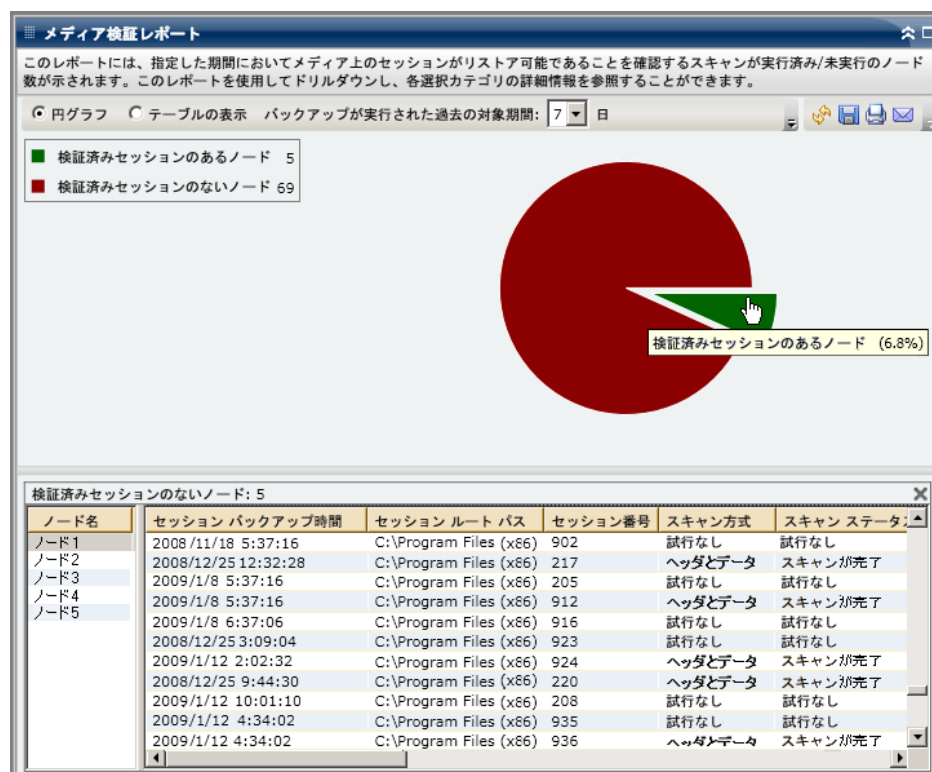 メディア検証レポート
このレポートには、指定した期間においてメディア上のセッションがリストア可能であることを確認するスキャンが実行済み/未実行のノード
数が示されます。このレポートを使用してドリルダウンし、各選択カテゴリの詳細情報を参照することができます。
円グラフ テーブルの表示 バックアップが実行された過去の対象期間: 7 日
検証済みセッションのあるノード 5
検証済みセッションのないノード 69
検証済みセッションのあるノード (6.8%)
検証済みセッションのないノード: 5
ノード名 セッション バックアップ時間 セッション ルート パス セッション番号 スキャン方式 スキャン ステータス
ノード1 2008/11/18 5:37:16 C:\Program Files (x86) 902 試行なし 試行なし
ノード2 2008/12/25 12:32:28 C:\Program Files (x86) 217 ヘッダとデータ スキャンが完了
ノード3 2009/1/8 5:37:16 C:\Program Files (x86) 205 試行なし 試行なし
ノード4 2009/1/8 5:37:16 C:\Program Files (x86) 912 ヘッダとデータ スキャンが完了
ノード5 2009/1/8 6:37:06 C:\Program Files (x86) 916 試行なし 試行なし
2008/12/25 3:09:04 C:\Program Files (x86) 923 試行なし 試行なし
2009/1/12 2:02:32 C:\Program Files (x86) 924 ヘッダとデータ スキャンが完了
2008/12/25 9:44:30 C:\Program Files (x86) 220 ヘッダとデータ スキャンが完了
2009/1/12 10:01:10 C:\Program Files (x86) 208 試行なし 試行なし
2009/1/12 4:34:02 C:\Program Files (x86) 935 試行なし 試行なし
2009/1/12 4:34:02 C:\Program Files (x86) 936 ヘッダとデータ スキャンが完了